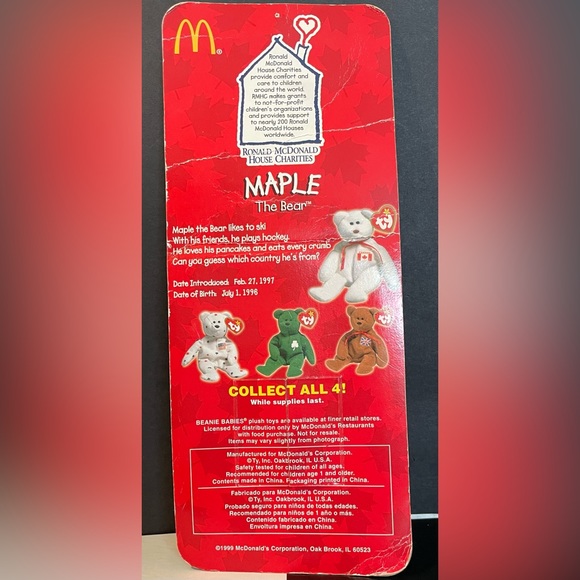 Ronald
McDonald
House Charities
provide comfort and
care to children
around the world.
RMHC makes grants
to not-for-profit
children's organizations
and provides support
to nearly 200 Ronald
McDonald Houses
worldwide.
RONALD MCDONALD
HOUSE CHARITIES
MAPLE
The Bear™
Maple the Bear likes to ski
With his friends, he plays hockey.
He loves his pancakes and eats every crumb
Can you guess which country he's from?
Date Introduced: Feb. 27, 1997
Date of Birth: July 1, 1996
ty
ty
ty
ty
COLLECT ALL 4!
While supplies last.
BEANIE BABIES® plush toys are available at finer retail stores.
Licensed for distribution only by McDonald's Restaurants
with food purchase. Not for resale.
Items may vary slightly from photograph.
Manufactured for McDonald's Corporation.
©Ty, Inc. Oakbrook, IL U.S.A.
Safety tested for children of all ages.
Recommended for children age 1 and older.
Contents made in China. Packaging printed in China.
Fabricado para McDonald's Corporation.
©Ty, Inc. Oakbrook, IL U.S.A.
Probado seguro para niños de todas edades.
Recomendado para niños de 1 año o más.
Contenido fabricado en China.
Envoltura impresa en China.
©1999 McDonald's Corporation, Oak Brook, IL 60523